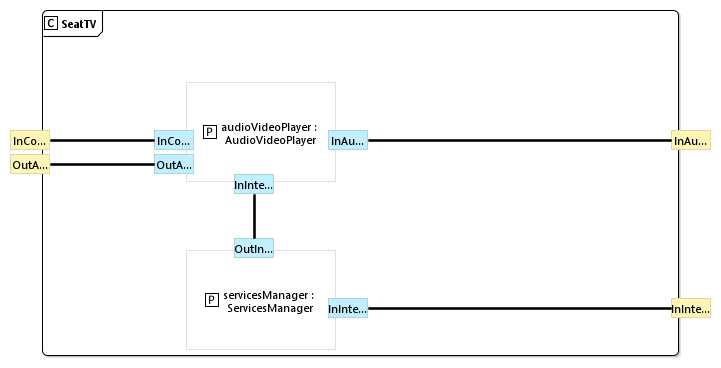 C SeatTV
InCo...
InCo...
P audioVideoPlayer :
AudioVideoPlayer
InAu...
InAu...
OutA...
OutA...
InInte...
OutIn...
P servicesManager :
ServicesManager
InInte...
InInte...